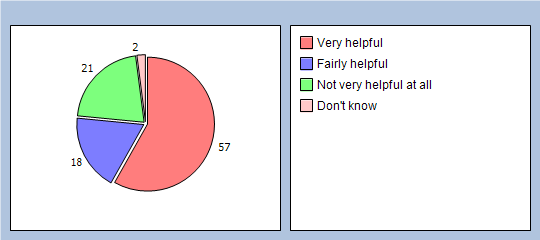 2
21
18
57
Very helpful
Fairly helpful
Not very helpful at all
Don't know